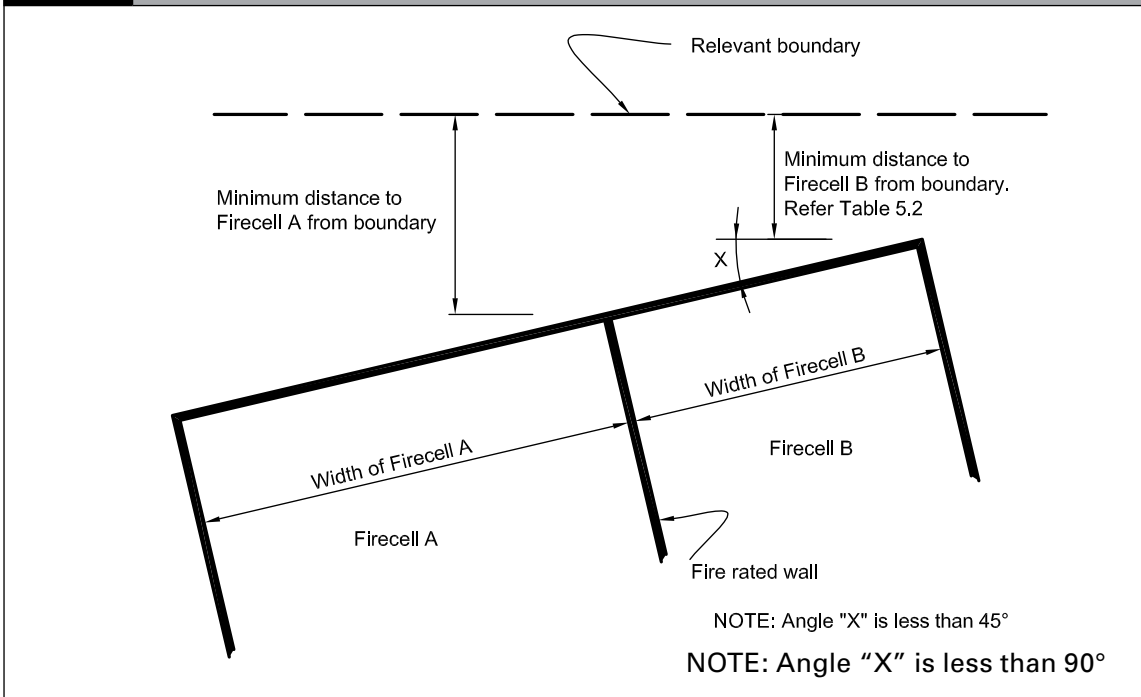 Relevant boundary
Minimum distance to
Firecell A from boundary
Minimum distance to
Firecell B from boundary.
Refer Table 5.2
X
Width of Firecell A
Width of Firecell B
Firecell B
Firecell A
Fire rated wall
NOTE: Angle "X" is less than 45°
NOTE: Angle “X” is less than 90°